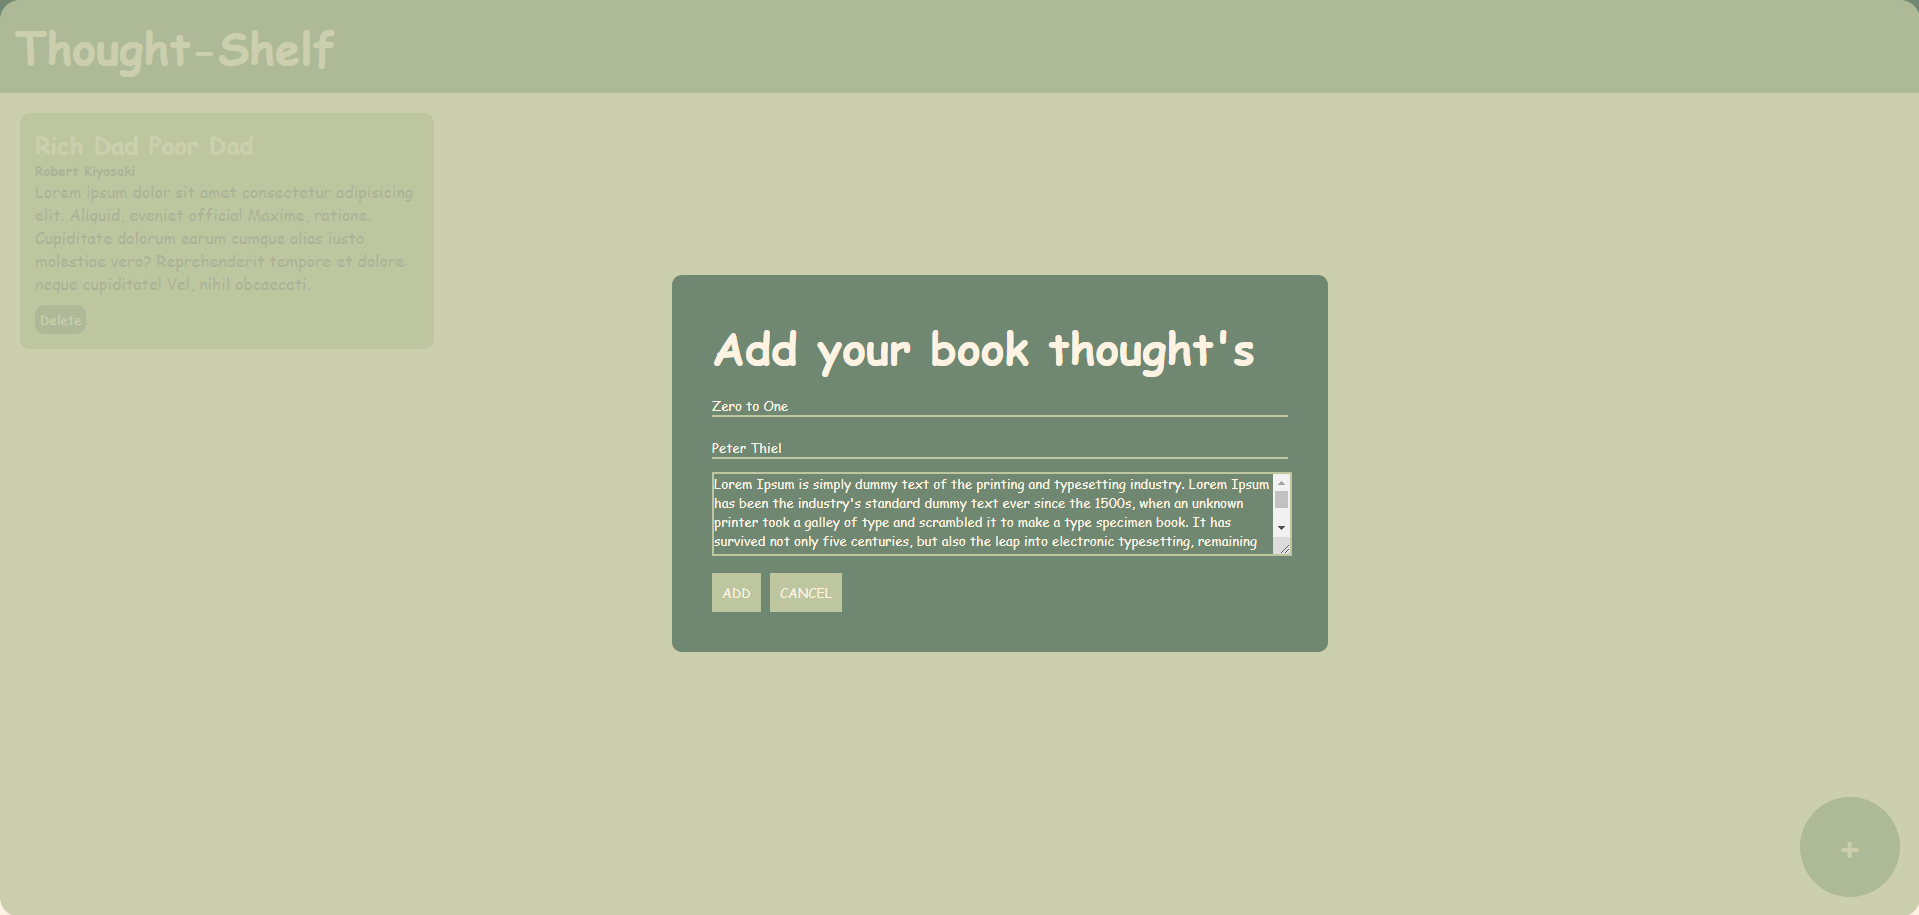 Thought-Shelf
Rich Dad Poor Dad
Robert Kiyosaki
Lorem ipsum dolor sit amet consectetur adipisicing
elit. Aliquid, eveniet officia! Maxime, ratione.
Cupiditate dolorum earum cumque alias iusto
molestiae vero? Reprehenderit tempore et dolore
neque cupiditate! Vel, nihil obcaecati.
Delete
Add your book thought's
Zero to One
Peter Thiel
Lorem Ipsum is simply dummy text of the printing and typesetting industry. Lorem Ipsum
has been the industry's standard dummy text ever since the 1500s, when an unknown
printer took a galley of type and scrambled it to make a type specimen book. It has
survived not only five centuries, but also the leap into electronic typesetting, remaining
ADD CANCEL
+